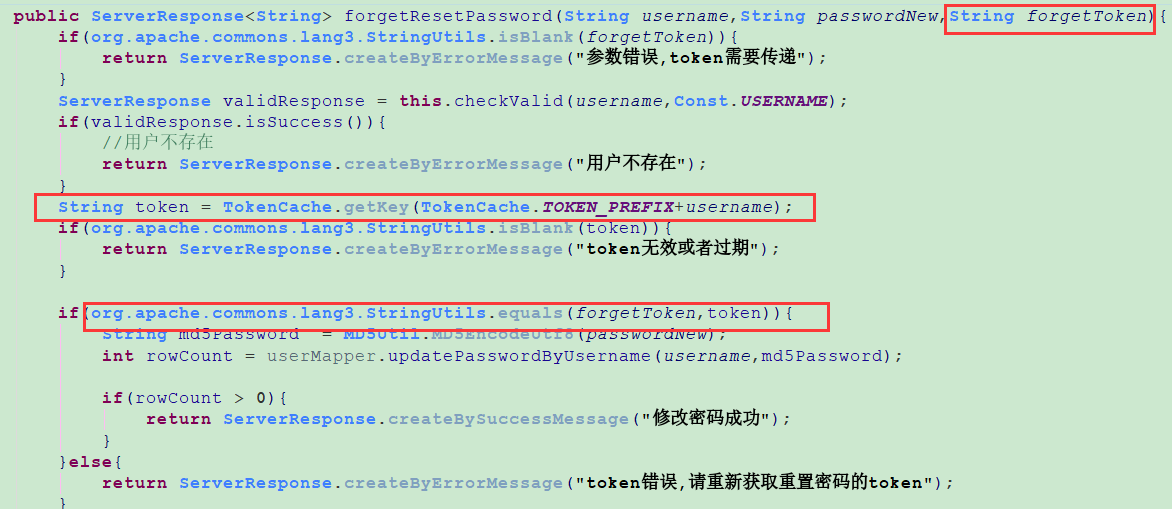 public ServerResponse<String> forgetResetPassword(String username,String passwordNew,String forgetToken){
    if(org.apache.commons.lang3.StringUtils.isBlank(forgetToken)){
        return ServerResponse.createByErrorMessage("参数错误,token需要传递");
    }
    ServerResponse validResponse = this.checkValid(username,Const.USERNAME);
    if(validResponse.isSuccess()){
        //用户不存在
        return ServerResponse.createByErrorMessage("用户不存在");
    }
    String token = TokenCache.getKey(TokenCache.TOKEN_PREFIX+username);
    if(org.apache.commons.lang3.StringUtils.isBlank(token)){
        return ServerResponse.createByErrorMessage("token无效或者过期");
    }
    if(org.apache.commons.lang3.StringUtils.equals(forgetToken,token)){
        String md5Password  = MD5Util.MD5EncodeUtf8(passwordNew);
        int rowCount = userMapper.updatePasswordByUsername(username,md5Password);
        if(rowCount > 0){
            return ServerResponse.createBySuccessMessage("修改密码成功");
        }
    }else{
        return ServerResponse.createByErrorMessage("token错误,请重新获取重置密码的token");
    }